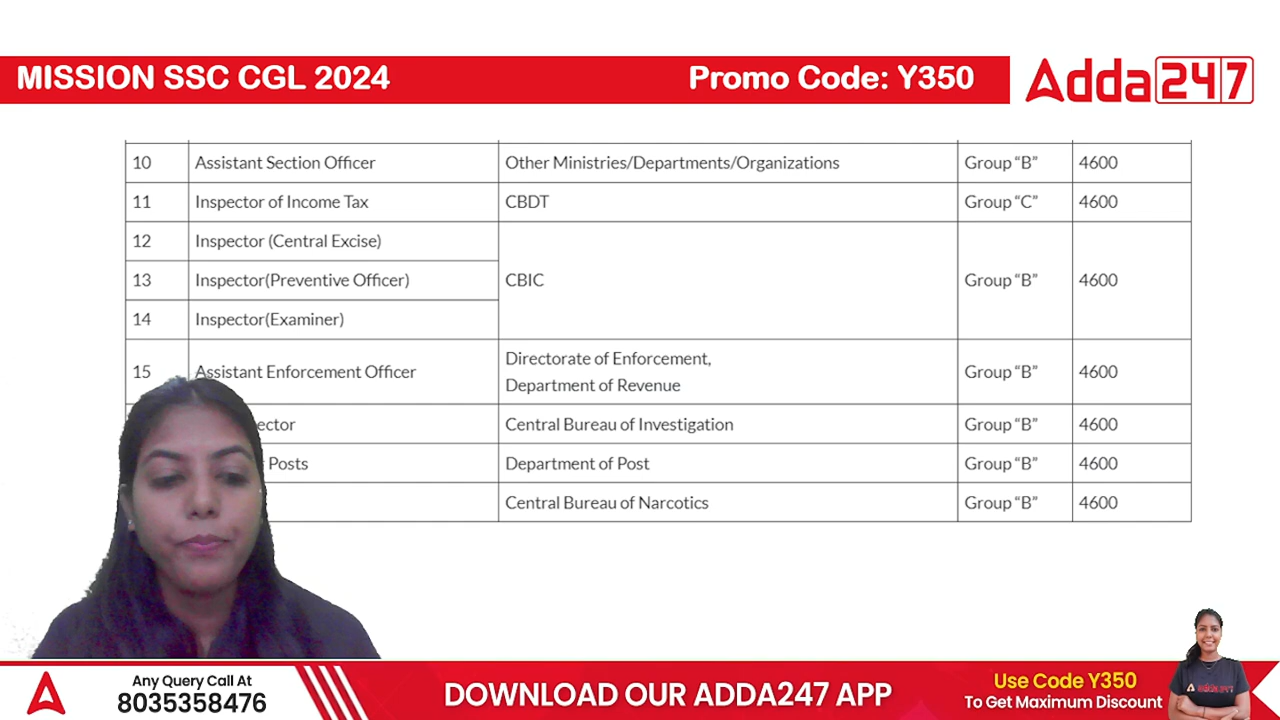 MISSION SSC CGL 2024
Promo Code: Y350
Adda247
10 Assistant Section Officer Other Ministries/Departments/Organizations Group “B” 4600
11 Inspector of Income Tax CBDT Group “C” 4600
12 Inspector (Central Excise)
13 Inspector(Preventive Officer) CBIC Group “B” 4600
14 Inspector(Examiner)
15 Assistant Enforcement Officer Directorate of Enforcement,
Department of Revenue Group “B” 4600
Central Bureau of Investigation Group “B” 4600
Posts Department of Post Group “B” 4600
Central Bureau of Narcotics Group “B” 4600
Any Query Call At
8035358476
DOWNLOAD OUR ADDA247 APP
Use Code Y350
To Get Maximum Discount